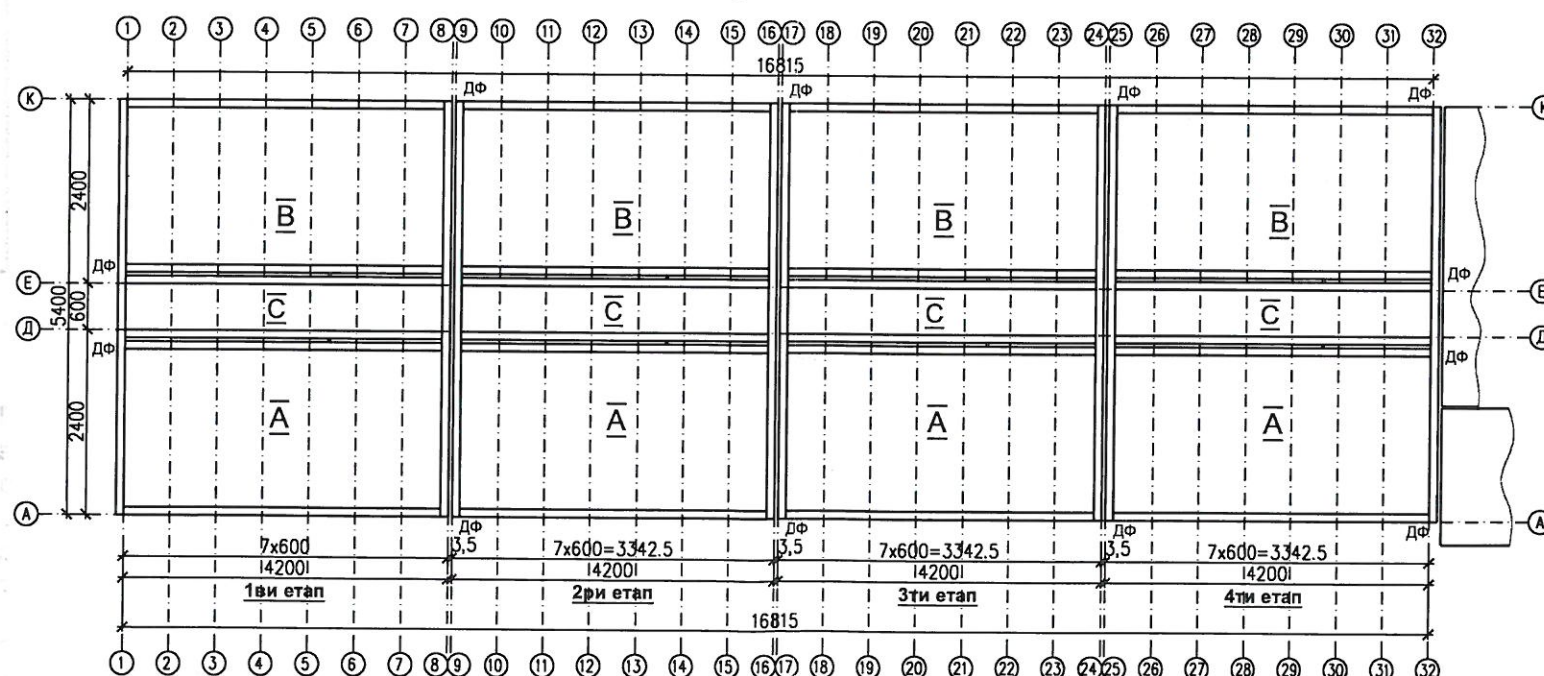 1 2 3 4 5 6 7 8 9 10 11 12 13 14 15 16 17 18 19 20 21 22 23 24 25 26 27 28 29 30 31 32
16815
ДФ ДФ ДФ ДФ
К К
2400
B B B B
ДФ ДФ
Е Е
5400
600
C C C C
Д Д
ДФ ДФ
2400
A A A A
А А
ДФ ДФ ДФ ДФ
7x600 3,5 7x600=3342.5 3,5 7x600=3342.5 3,5 7x600=3342.5
4200 4200 4200 4200
1ви етап 2ри етап 3ти етап 4ти етап
16815
1 2 3 4 5 6 7 8 9 10 11 12 13 14 15 16 17 18 19 20 21 22 23 24 25 26 27 28 29 30 31 32